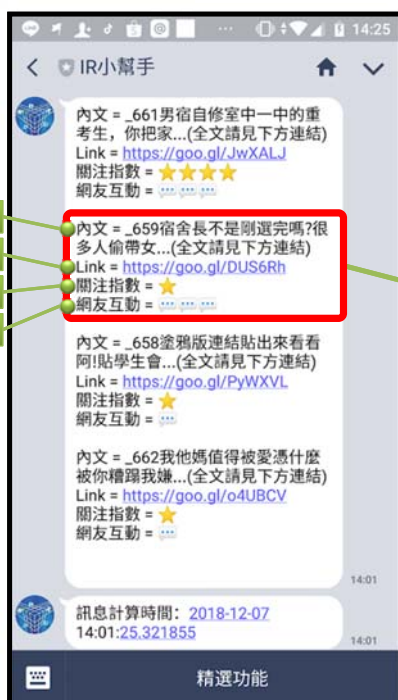 14:25
IR小幫手
內文 = _661男宿自修室中一中的重
考生，你把家...(全文請見下方連結)
Link = https://goo.gl/JwXALJ
關注指數 = ⭐⭐⭐⭐
網友互動 = 💬 💬 💬
內文 = _659宿舍長不是剛選完嗎?很
多人偷帶女...(全文請見下方連結)
Link = https://goo.gl/DUS6Rh
關注指數 = ⭐
網友互動 = 💬 💬 💬
內文 = _658塗鴉版連結貼出來看看
阿!貼學生會...(全文請見下方連結)
Link = https://goo.gl/PyWXVL
關注指數 = ⭐
網友互動 = 💬
內文 = _662我他媽值得被愛憑什麼
被你糟蹋我嫌...(全文請見下方連結)
Link = https://goo.gl/o4UBCV
關注指數 = ⭐
網友互動 = 💬
14:01
訊息計算時間： 2018-12-07
14:01:25.321855
14:01
精選功能